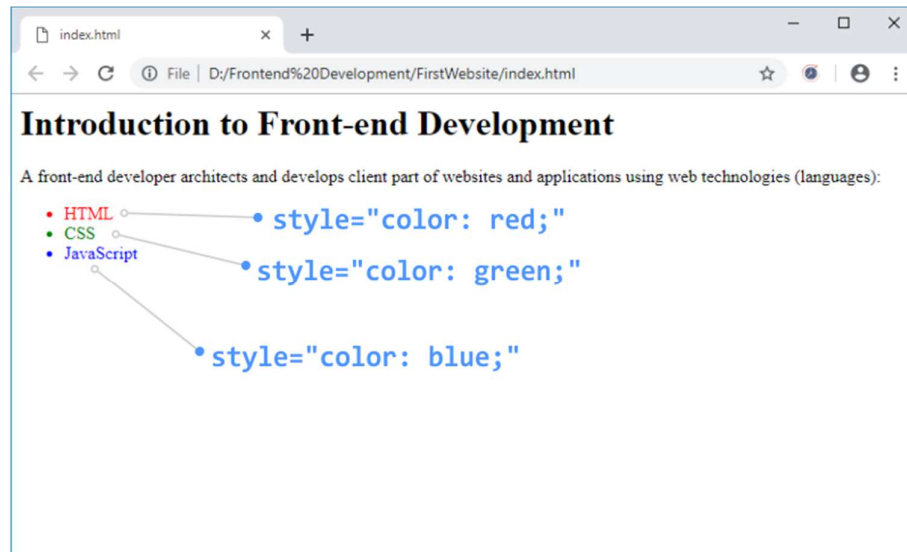 index.html
File | D:/Frontend%20Development/FirstWebsite/index.html
Introduction to Front-end Development
A front-end developer architects and develops client part of websites and applications using web technologies (languages):
HTML
style="color: red;"
CSS
style="color: green;"
JavaScript
style="color: blue;"